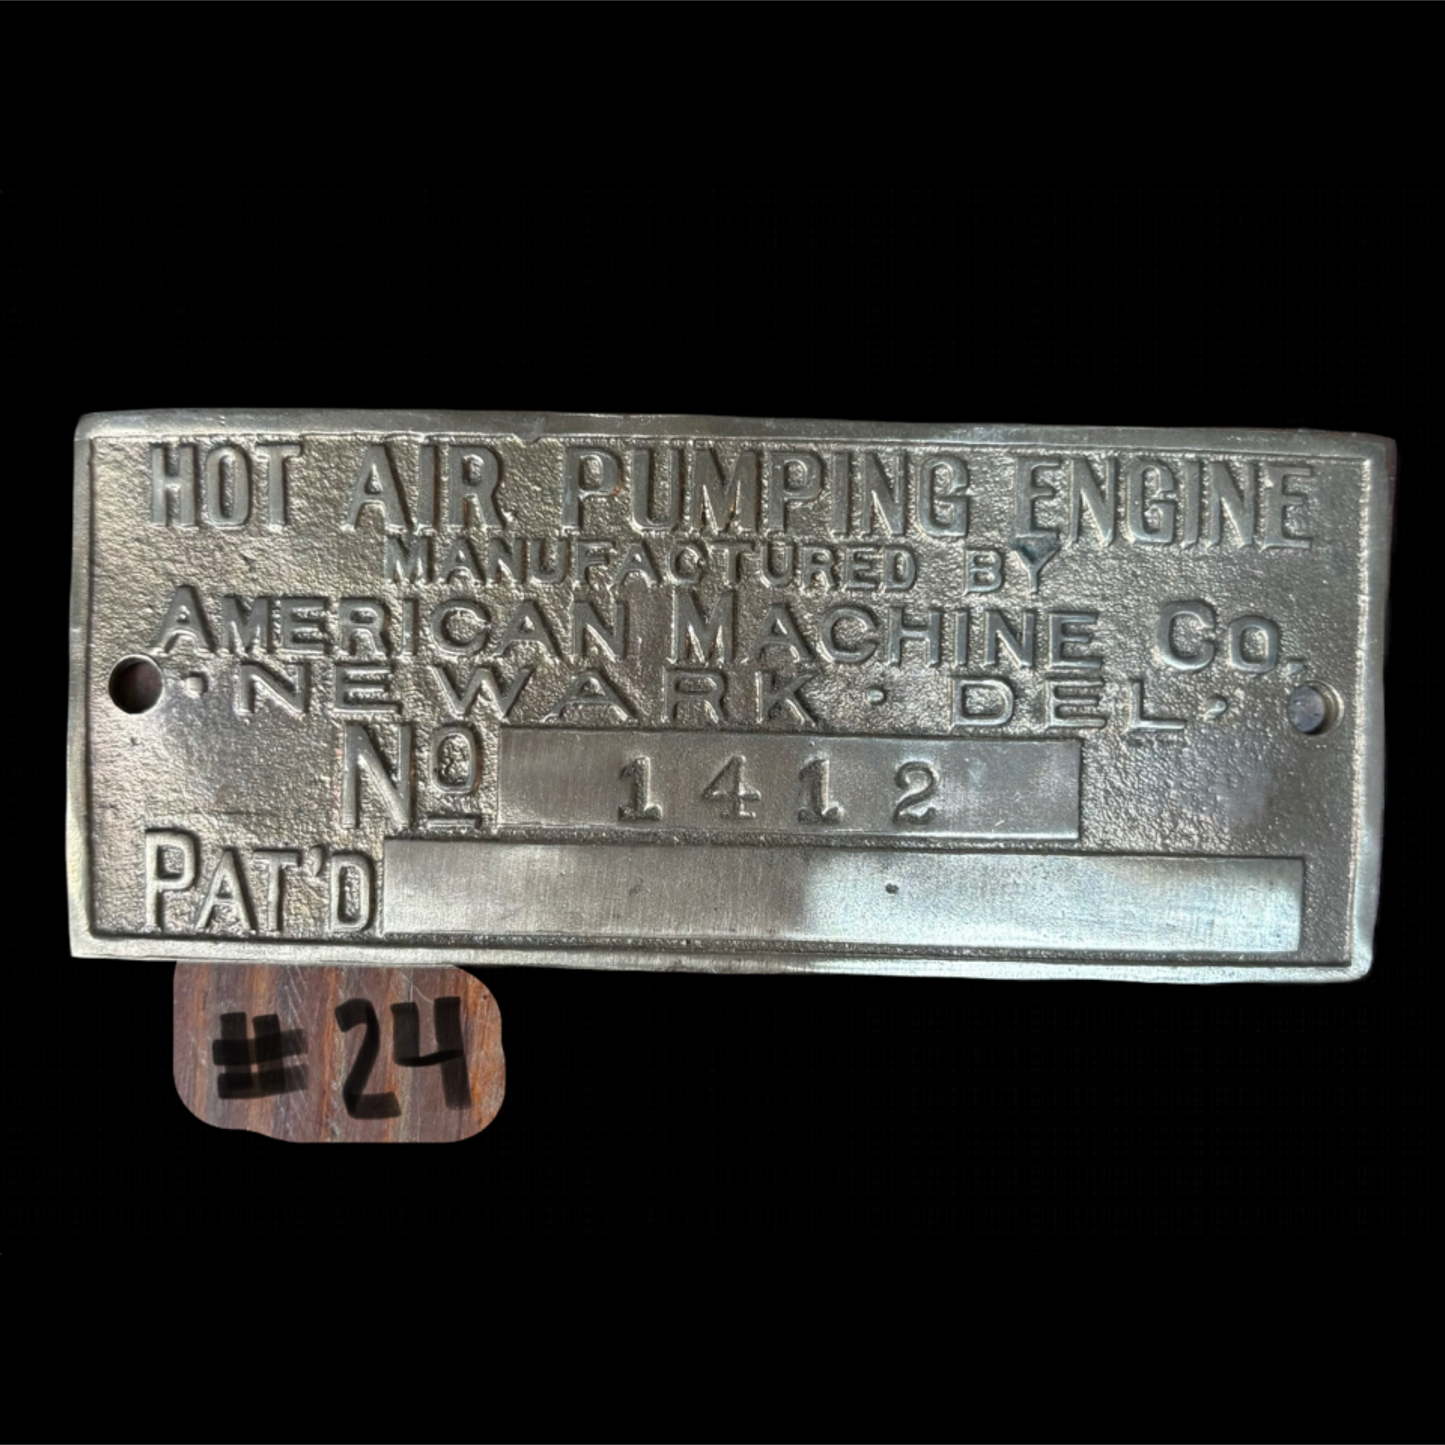 HOT AIR PUMPING ENGINE
MANUFACTURED BY
AMERICAN MACHINE CO.
· NEWARK · DEL ·
No 1412
PAT'D
#24